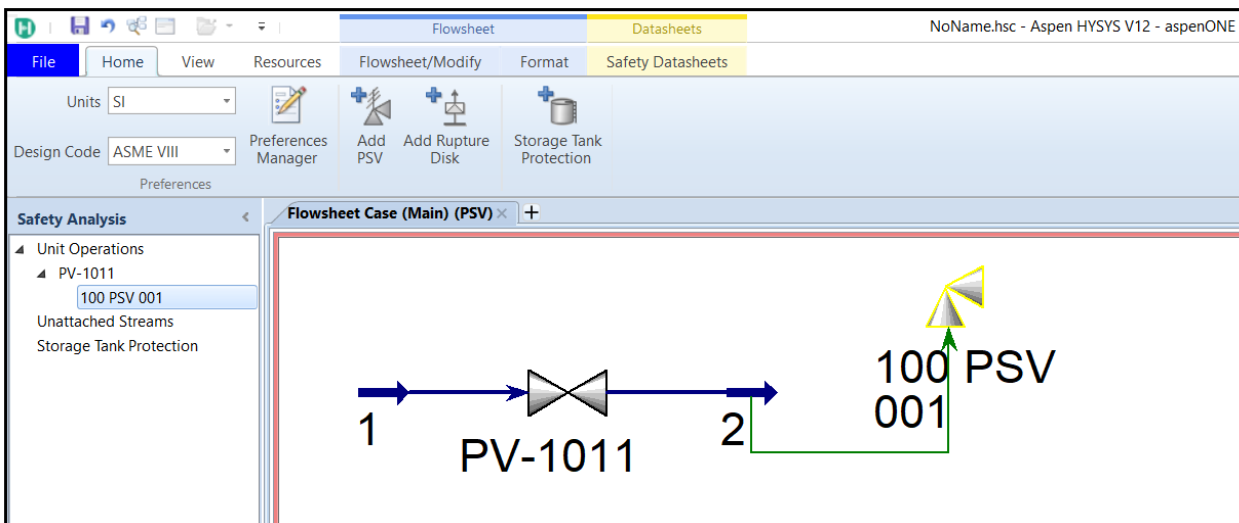 Flowsheet
Datasheets
NoName.hsc - Aspen HYSYS V12 - aspenONE
File
Home
View
Resources
Flowsheet/Modify
Format
Safety Datasheets
Units SI
Design Code ASME VIII
Preferences
Manager
Add
PSV
Add Rupture
Disk
Storage Tank
Protection
Preferences
Safety Analysis
Flowsheet Case (Main) (PSV)
Unit Operations
PV-1011
100 PSV 001
Unattached Streams
Storage Tank Protection
1
PV-1011
2
100 PSV
001